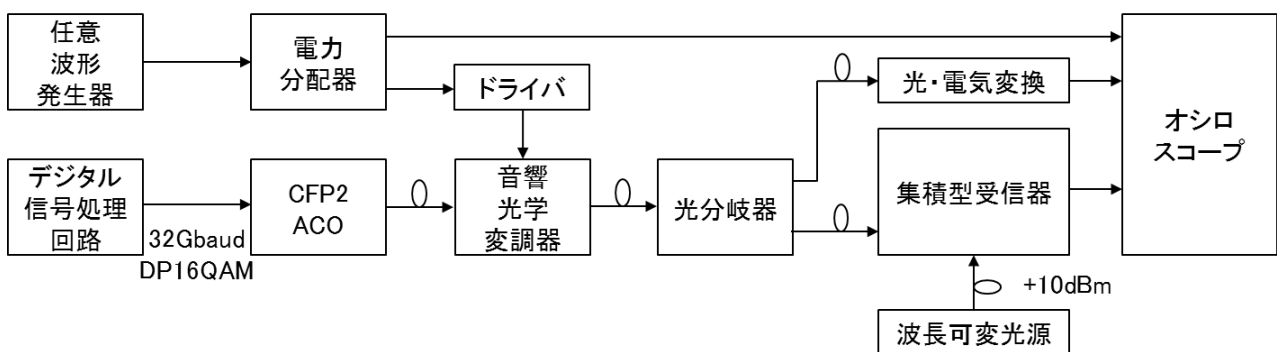 任意
波形
発生器
電力
分配器
ドライバ
光・電気変換
オシロ
スコープ
デジタル
信号処理
回路
32Gbaud
DP16QAM
CFP2
ACO
音響
光学
変調器
光分岐器
集積型受信器
+10dBm
波長可変光源